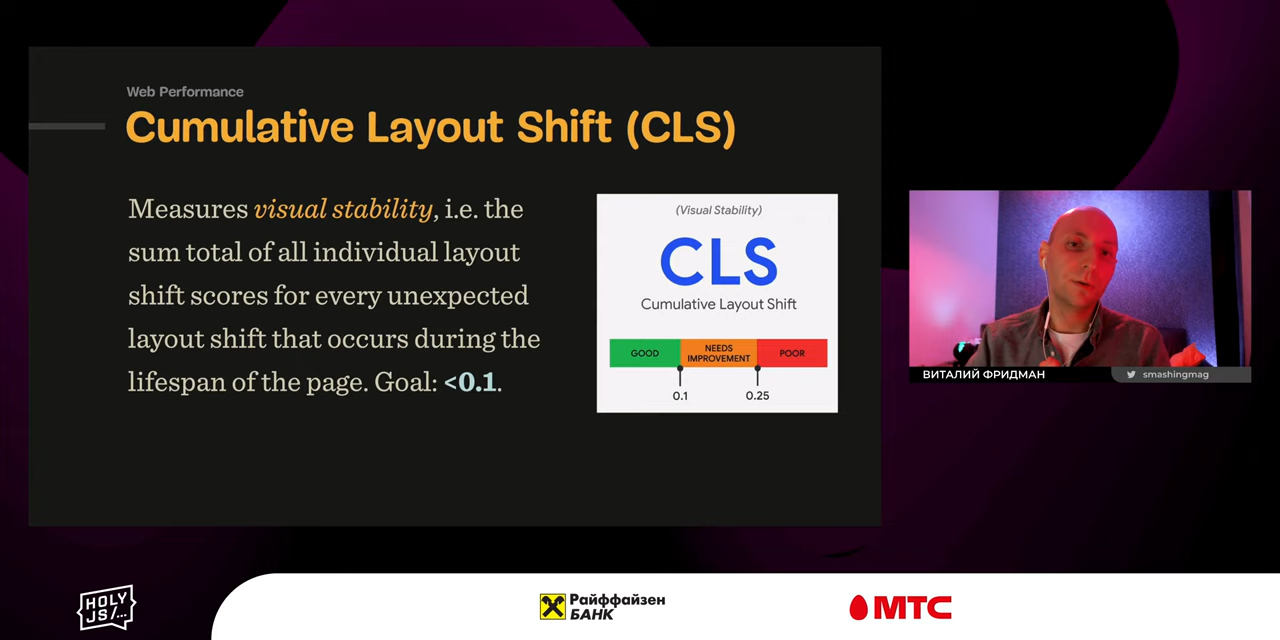 Web Performance
Cumulative Layout Shift (CLS)
Measures visual stability, i.e. the
sum total of all individual layout
shift scores for every unexpected
layout shift that occurs during the
lifespan of the page. Goal: <0.1.
(Visual Stability)
CLS
Cumulative Layout Shift
GOOD
NEEDS
IMPROVEMENT
POOR
0.1
0.25
ВИТАЛИЙ ФРИДМАН
smashingmag
HOLY
JS/...
Райффайзен
БАНК
МТС